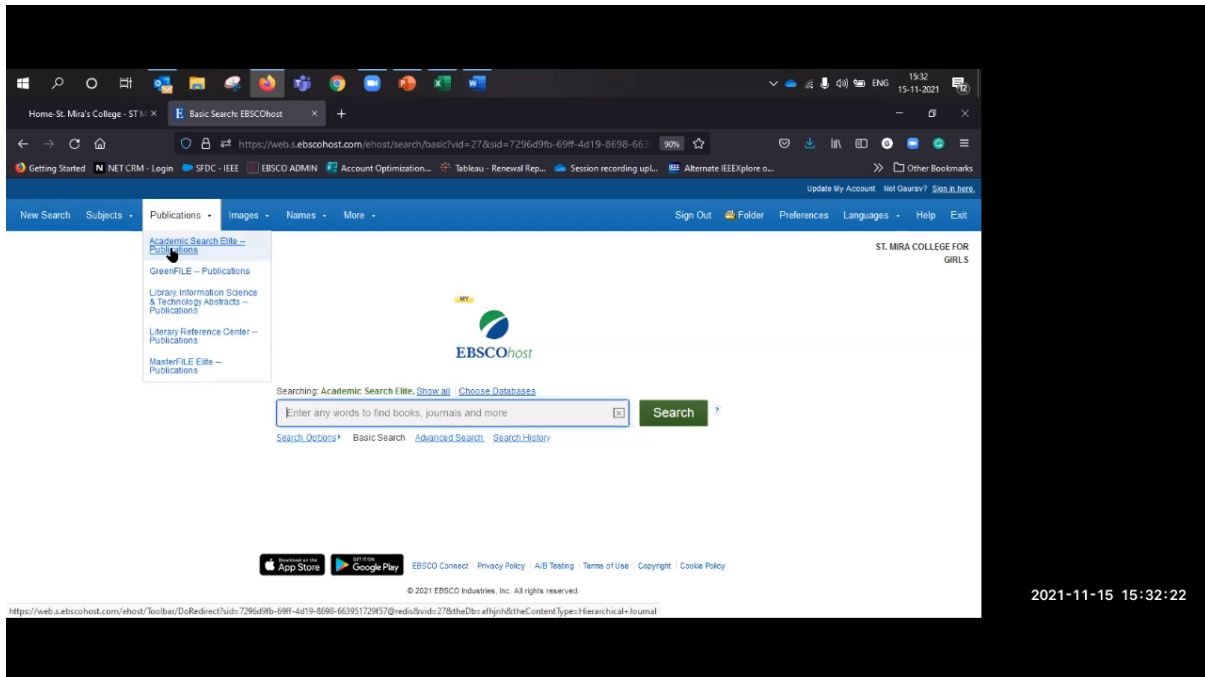 ENG
15:32
15-11-2021
Home-St. Mira's College - ST M
Basic Search: EBSCOhost
https://web.s.ebscohost.com/ehost/search/basic?vid=27&sid=7296d9fb-69ff-4d19-8698-663
90%
Getting Started
NETCRM - Login
SFDC - IEEE
EBSCO ADMIN
Account Optimization...
Tableau - Renewal Rep...
Session recording upl...
Alternate IEEEXplore o...
Other Bookmarks
Update My Account Not Gaurav? Sign in here.
New Search Subjects Publications Images Names More
Sign Out Folder Preferences Languages Help Exit
Academic Search Elite --
Publications
GreenFILE -- Publications
Library, Information Science
& Technology Abstracts --
Publications
Literary Reference Center --
Publications
MasterFILE Elite --
Publications
ST. MIRA COLLEGE FOR
GIRLS
MY
EBSCOhost
Searching: Academic Search Elite, Show all | Choose Databases
Enter any words to find books, journals and more
Search
?
Search Options Basic Search Advanced Search Search History
Download on the
App Store
GET IT ON
Google Play
EBSCO Connect | Privacy Policy | A/B Testing | Terms of Use | Copyright | Cookie Policy
© 2021 EBSCO Industries, Inc. All rights reserved.
https://web.s.ebscohost.com/ehost/Toolbar/DoRedirect?sid=7296d9fb-69ff-4d19-8698-663951729f57@redis&vid=27&theDb=afhjnh&theContentType=Hierarchical+Journal
2021-11-15 15:32:22